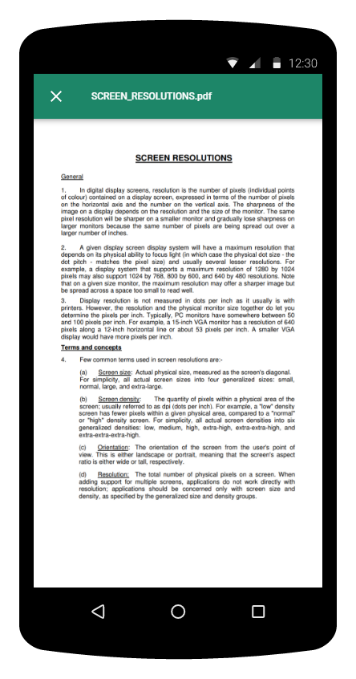 12:30
SCREEN_RESOLUTIONS.pdf
SCREEN RESOLUTIONS
General
1. In digital display screens, resolution is the number of pixels (individual points
of colour) contained on a display screen, expressed in terms of the number of pixels
on the horizontal axis and the number on the vertical axis. The sharpness of the
image on a display depends on the resolution and the size of the monitor. The same
pixel resolution will be sharper on a smaller monitor and gradually lose sharpness on
larger monitors because the same number of pixels are being spread out over a
larger number of inches.
2. A given display screen display system will have a maximum resolution that
depends on its physical ability to focus light (in which case the physical dot size - the
dot pitch - matches the pixel size) and usually several lesser resolutions. For
example, a display system that supports a maximum resolution of 1280 by 1024
pixels may also support 1024 by 768, 800 by 600, and 640 by 480 resolutions. Note
that on a given size monitor, the maximum resolution may offer a sharper image but
be spread across a space too small to read well.
3. Display resolution is not measured in dots per inch as it usually is with
printers. However, the resolution and the physical monitor size together do let you
determine the pixels per inch. Typically, PC monitors have somewhere between 50
and 100 pixels per inch. For example, a 15-inch VGA monitor has a resolution of 640
pixels along a 12-inch horizontal line or about 53 pixels per inch. A smaller VGA
display would have more pixels per inch.
Terms and concepts
4. Few common terms used in screen resolutions are:-
(a) Screen size: Actual physical size, measured as the screen's diagonal.
For simplicity, all actual screen sizes into four generalized sizes: small,
normal, large, and extra-large.
(b) Screen density: The quantity of pixels within a physical area of the
screen; usually referred to as dpi (dots per inch). For example, a "low" density
screen has fewer pixels within a given physical area, compared to a "normal"
or "high" density screen. For simplicity, all actual screen densities into six
generalized densities: low, medium, high, extra-high, extra-extra-high, and
extra-extra-extra-high.
(c) Orientation: The orientation of the screen from the user's point of
view. This is either landscape or portrait, meaning that the screen's aspect
ratio is either wide or tall, respectively.
(d) Resolution: The total number of physical pixels on a screen. When
adding support for multiple screens, applications do not work directly with
resolution; applications should be concerned only with screen size and
density, as specified by the generalized size and density groups.